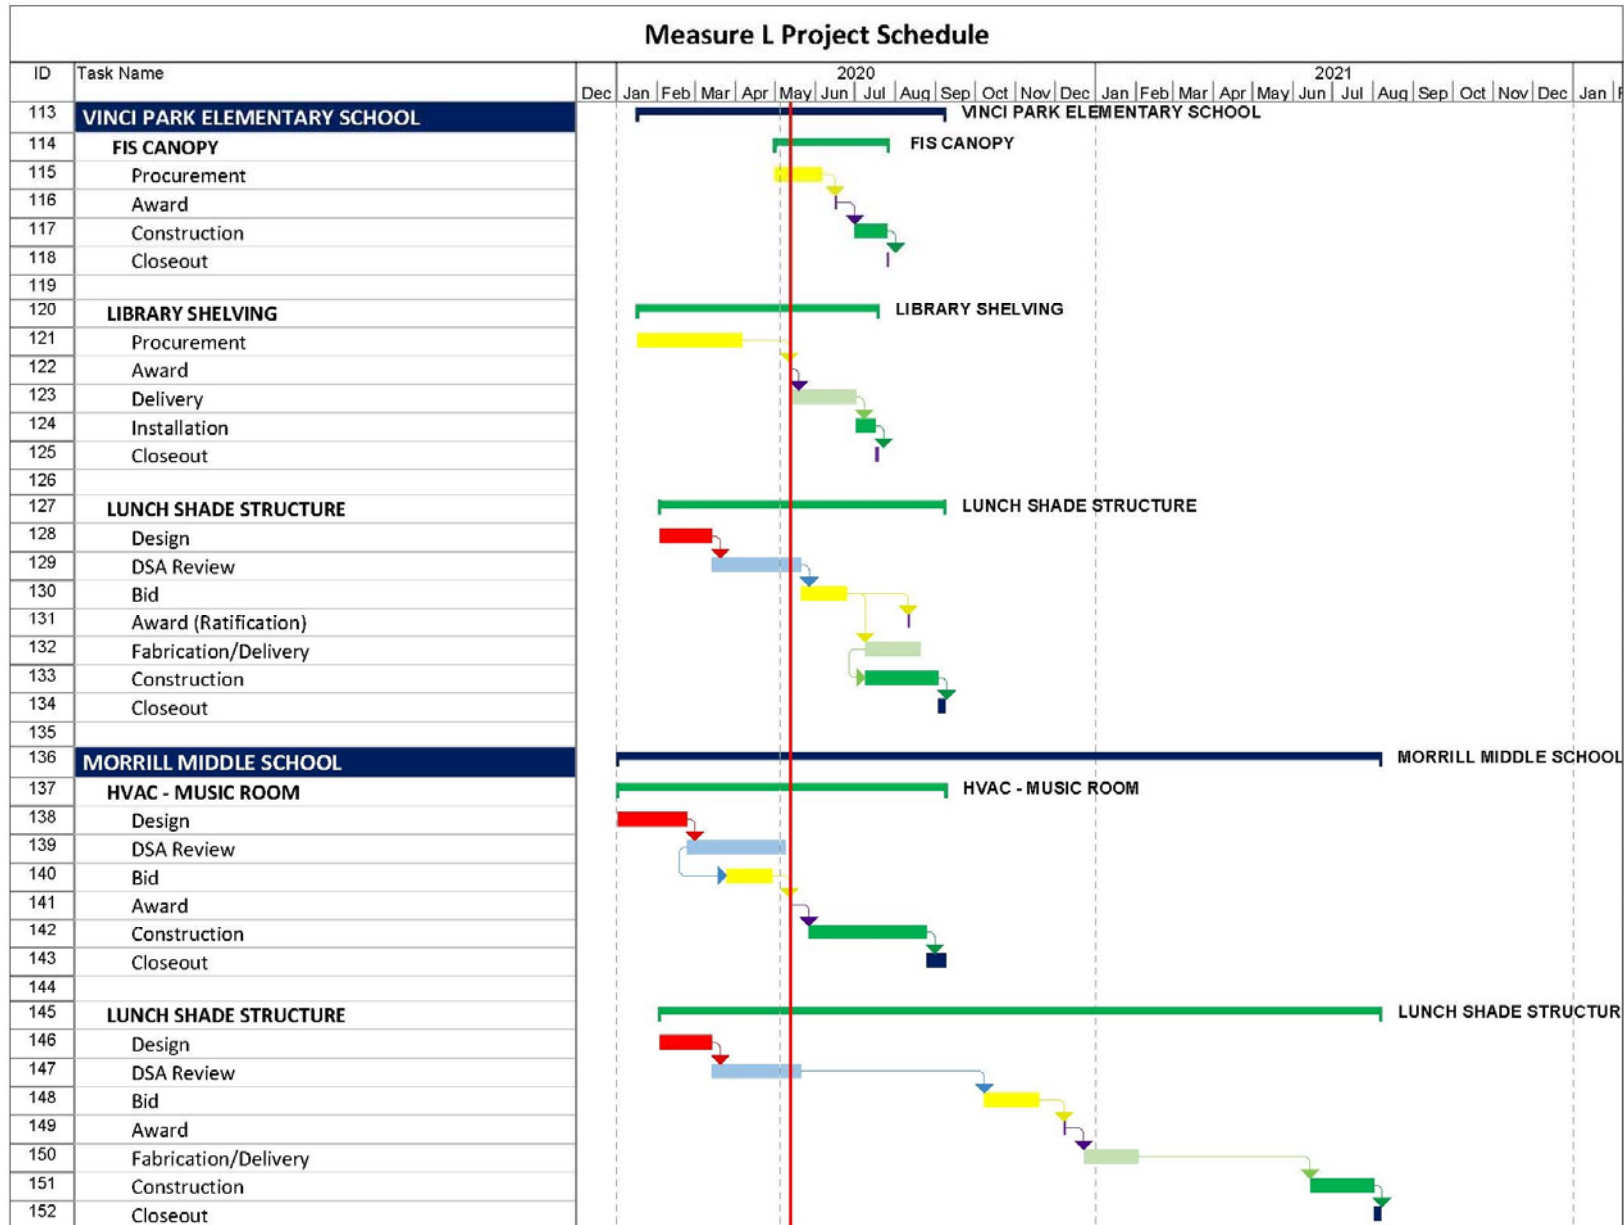 Measure L Project Schedule
ID Task Name 2020 2021
Dec Jan Feb Mar Apr May Jun Jul Aug Sep Oct Nov Dec Jan Feb Mar Apr May Jun Jul Aug Sep Oct Nov Dec Jan F
113 VINCI PARK ELEMENTARY SCHOOL VINCI PARK ELEMENTARY SCHOOL
114 FIS CANOPY FIS CANOPY
115 Procurement
116 Award
117 Construction
118 Closeout
119
120 LIBRARY SHELVING LIBRARY SHELVING
121 Procurement
122 Award
123 Delivery
124 Installation
125 Closeout
126
127 LUNCH SHADE STRUCTURE LUNCH SHADE STRUCTURE
128 Design
129 DSA Review
130 Bid
131 Award (Ratification)
132 Fabrication/Delivery
133 Construction
134 Closeout
135
136 MORRILL MIDDLE SCHOOL MORRILL MIDDLE SCHOOL
137 HVAC - MUSIC ROOM HVAC - MUSIC ROOM
138 Design
139 DSA Review
140 Bid
141 Award
142 Construction
143 Closeout
144
145 LUNCH SHADE STRUCTURE LUNCH SHADE STRUCTUR
146 Design
147 DSA Review
148 Bid
149 Award
150 Fabrication/Delivery
151 Construction
152 Closeout